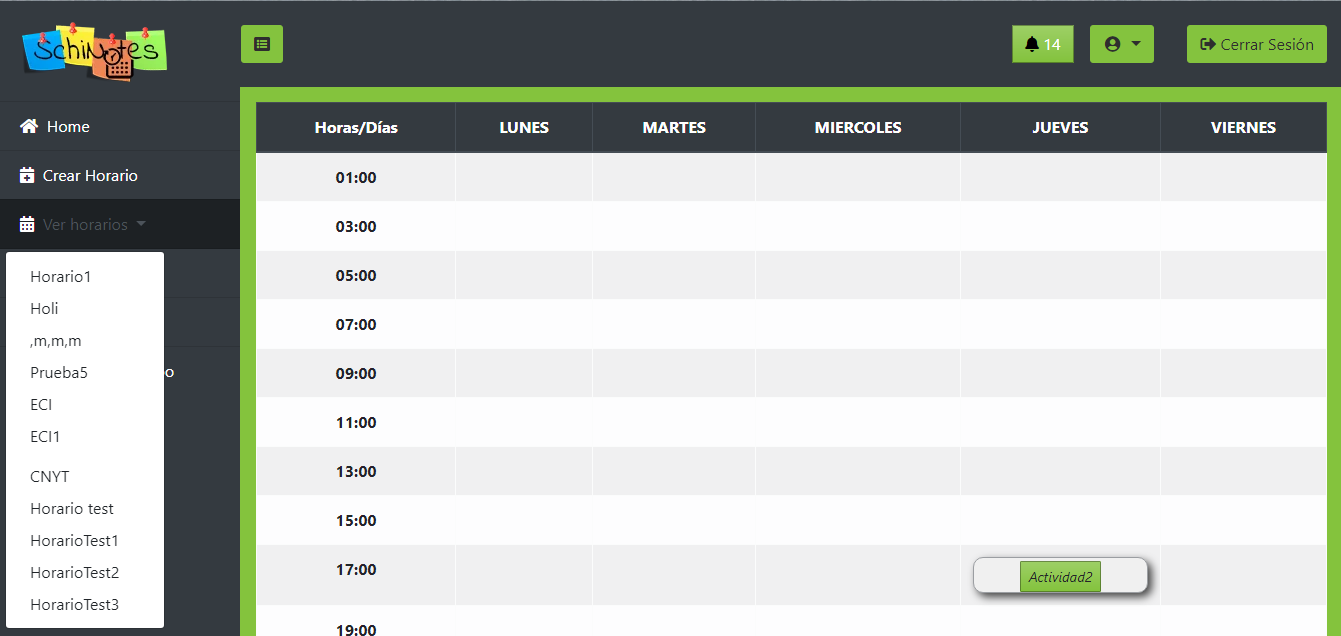 SchiNotes
14
Cerrar Sesión
Home
Crear Horario
Ver horarios
Horario1
Holi
,m,m,m
Prueba5
o
ECI
ECI1
CNYT
Horario test
HorarioTest1
HorarioTest2
HorarioTest3
Horas/Días LUNES MARTES MIERCOLES JUEVES VIERNES
01:00
03:00
05:00
07:00
09:00
11:00
13:00
15:00
17:00 Actividad2
19:00